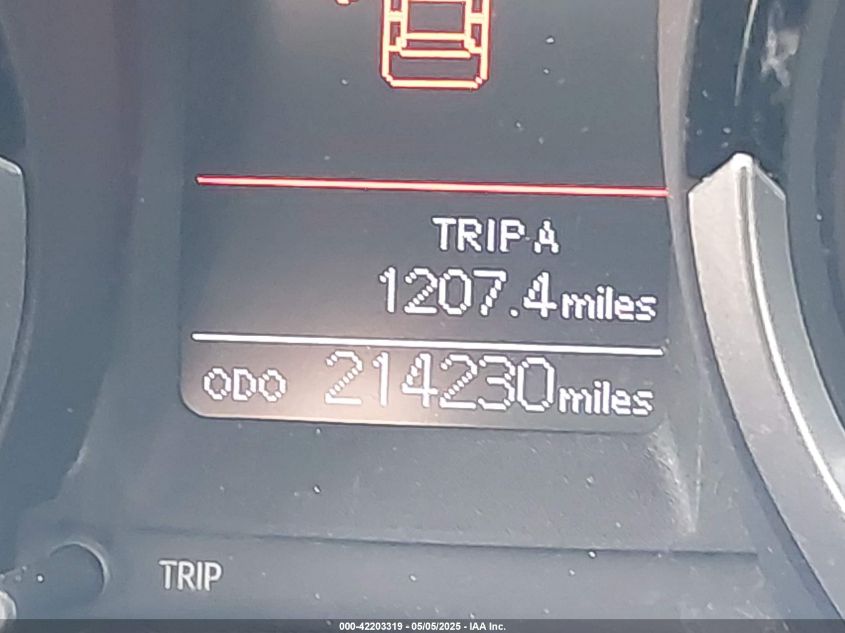 TRIP A
1207.4 miles
ODO 214230 miles
TRIP
000-42203319 - 05/05/2025 - IAA Inc.